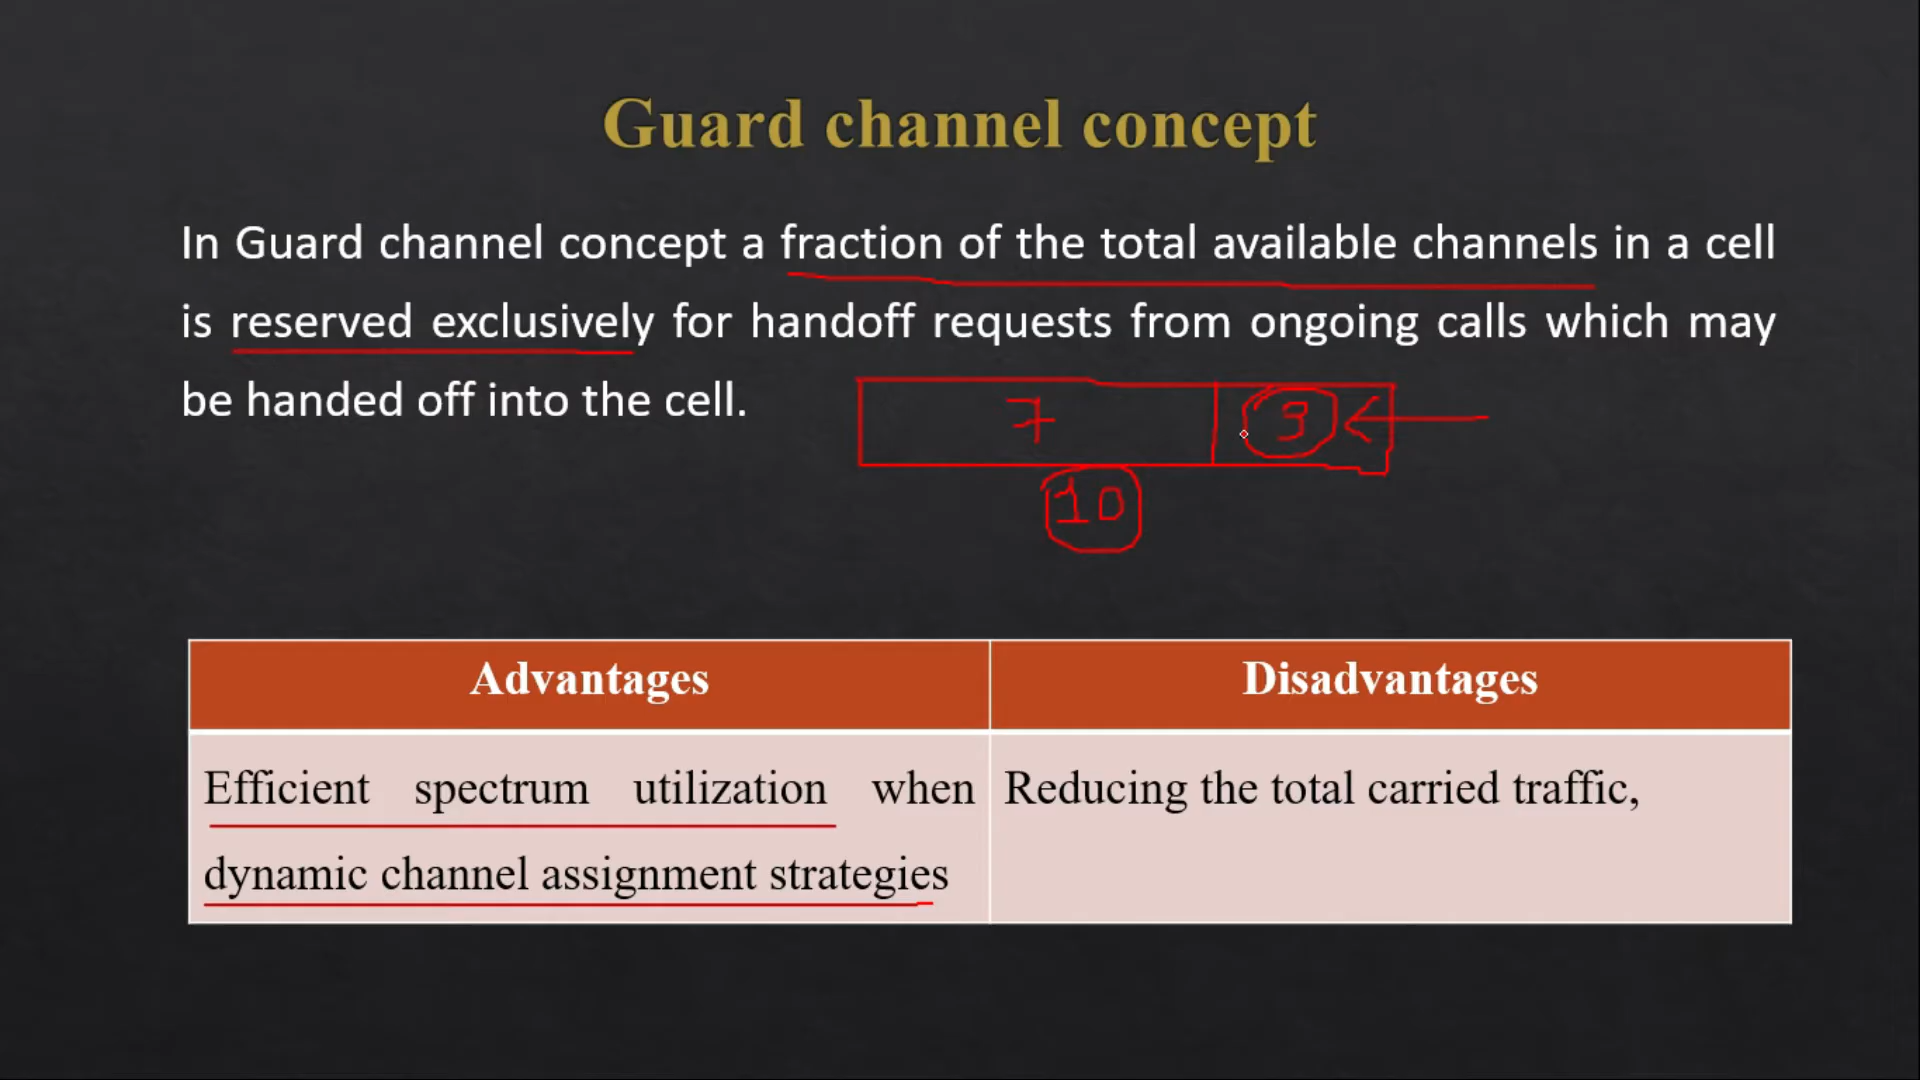 Guard channel concept
In Guard channel concept a fraction of the total available channels in a cell
is reserved exclusively for handoff requests from ongoing calls which may
be handed off into the cell.
7 3
10
Advantages Disadvantages
Efficient spectrum utilization when Reducing the total carried traffic,
dynamic channel assignment strategies